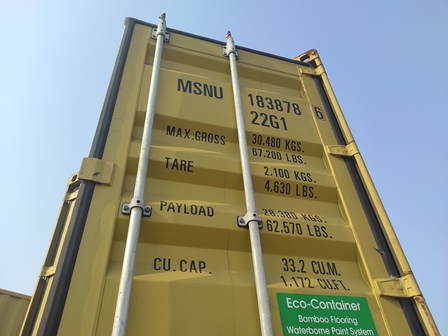 MSNU 183878 6
22G1
MAX.GROSS 30,480 KGS.
67,200 LBS.
TARE 2,100 KGS.
4,630 LBS.
PAYLOAD 28,380 KGS.
62,570 LBS.
CU.CAP. 33.2 CU.M.
1,172 CU.FT.
Eco-Container
Bamboo Flooring
Waterborne Paint System